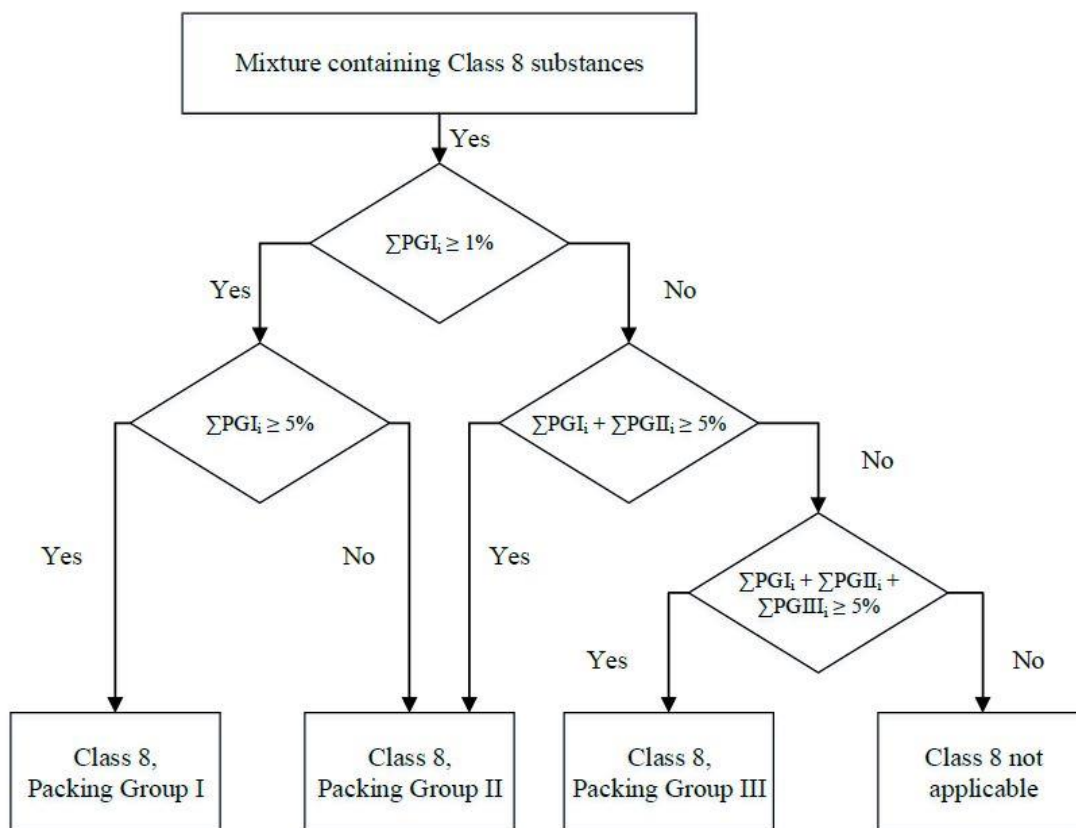 Mixture containing Class 8 substances
Yes
∑PGIᵢ ≥ 1%
Yes
No
∑PGIᵢ ≥ 5%
∑PGIᵢ + ∑PGIIᵢ ≥ 5%
No
Yes
No
Yes
∑PGIᵢ + ∑PGIIᵢ +
∑PGIIIᵢ ≥ 5%
Yes
No
Class 8,
Packing Group I
Class 8,
Packing Group II
Class 8,
Packing Group III
Class 8 not
applicable